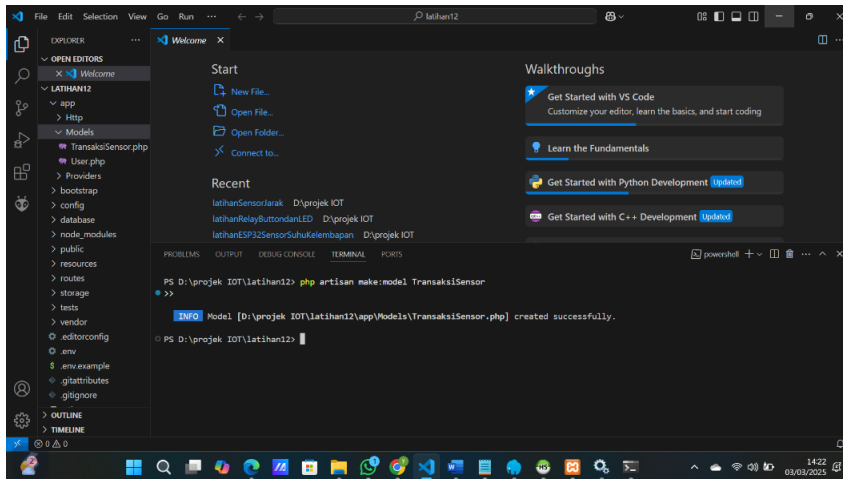 File Edit Selection View Go Run ... latihan12
EXPLORER ...
OPEN EDITORS
Welcome
LATIHAN12
app
Http
Models
TransaksiSensor.php
User.php
Providers
bootstrap
config
database
node_modules
public
resources
routes
storage
tests
vendor
.editorconfig
.env
.env.example
.gitattributes
.gitignore
OUTLINE
TIMELINE
Welcome
Start
New File...
Open File...
Open Folder...
Connect to...
Recent
latihanSensorJarak D:\projek IOT
latihanRelayButtondanLED D:\projek IOT
latihanESP32SensorSuhuKelembapan D:\projek IOT
Walkthroughs
Get Started with VS Code
Customize your editor, learn the basics, and start coding
Learn the Fundamentals
Get Started with Python Development Updated
Get Started with C++ Development Updated
PROBLEMS OUTPUT DEBUG CONSOLE TERMINAL PORTS powershell
PS D:\projek IOT\latihan12> php artisan make:model TransaksiSensor
>>
INFO Model [D:\projek IOT\latihan12\app\Models\TransaksiSensor.php] created successfully.
PS D:\projek IOT\latihan12>
0 0
14:22
03/03/2025